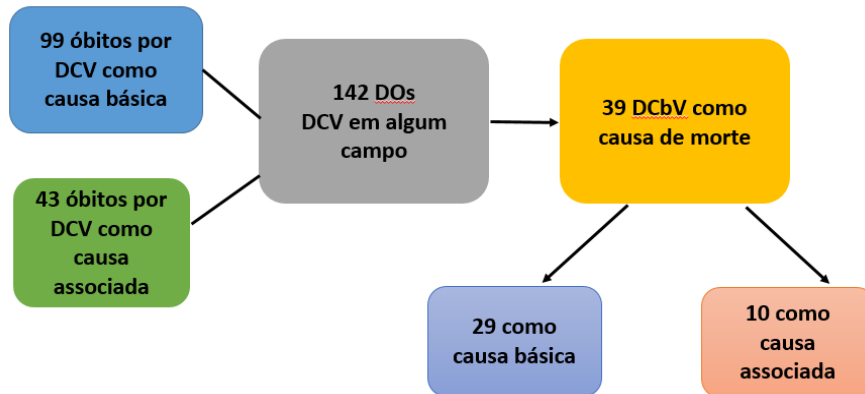 99 óbitos por
DCV como
causa básica
43 óbitos por
DCV como
causa
associada
142 DOs
DCV em algum
campo
39 DCbV como
causa de morte
29 como
causa básica
10 como
causa
associada